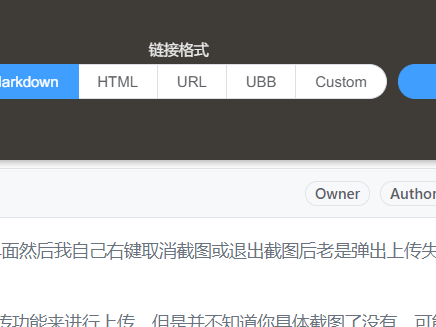 链接格式
arkdown HTML URL UBB Custom
Owner Author
面然后我自己右键取消截图或退出截图后老是弹出上传失
传功能来进行上传，但是并不知道你具体截图了没有，可能